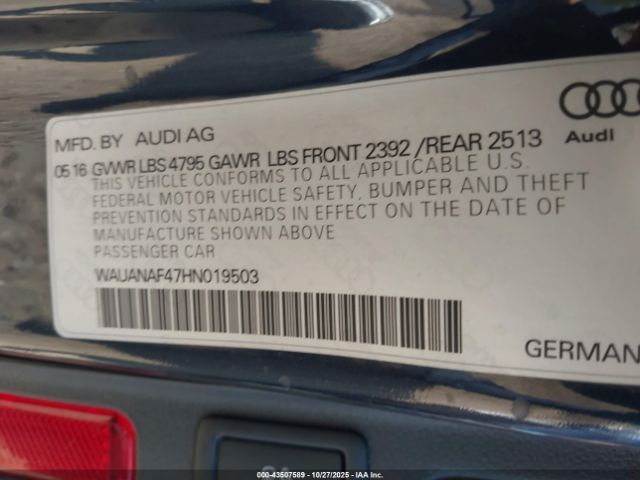 MFD. BY AUDI AG
05 16 GVWR LBS 4795 GAWR LBS FRONT 2392 /REAR 2513
Audi
THIS VEHICLE CONFORMS TO ALL APPLICABLE U.S.
FEDERAL MOTOR VEHICLE SAFETY, BUMPER AND THEFT
PREVENTION STANDARDS IN EFFECT ON THE DATE OF
MANUFACTURE SHOWN ABOVE
PASSENGER CAR
WAUANAF47HN019503
GERMAN
000-43507589 - 10/27/2025 - IAAI.com